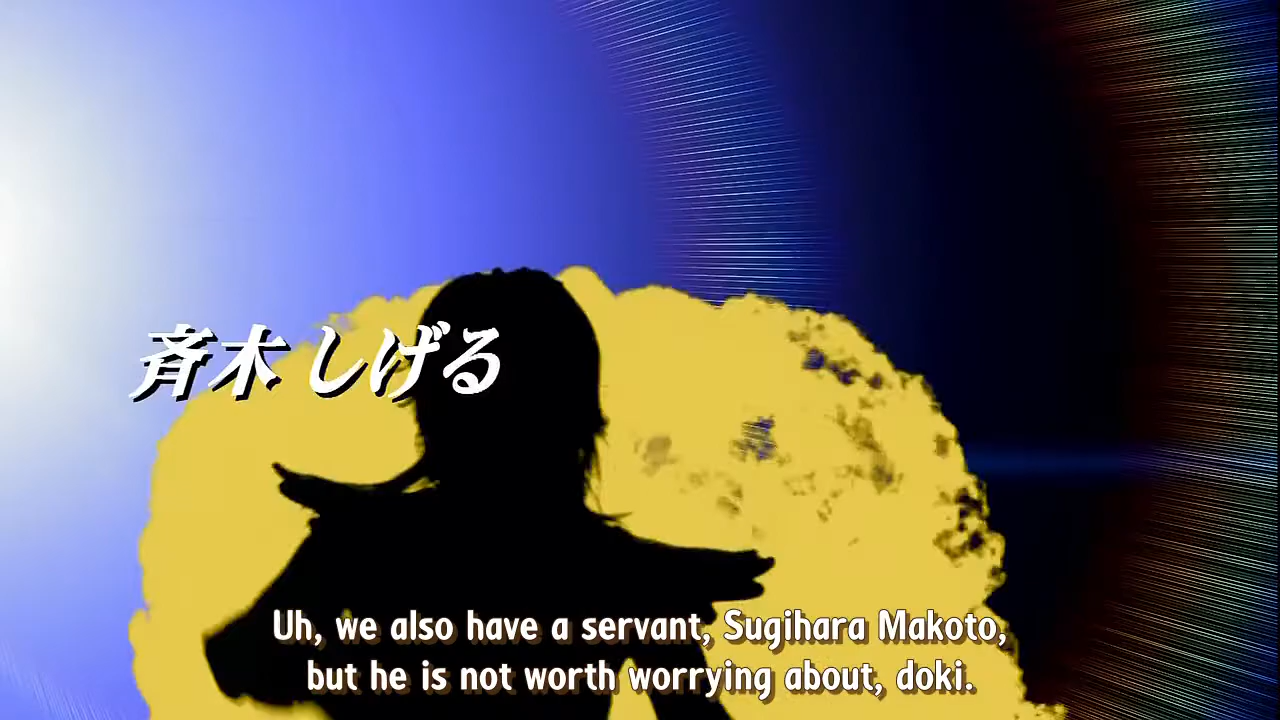 斉木しげる
Uh, we also have a servant, Sugihara Makoto,
but he is not worth worrying about, doki.